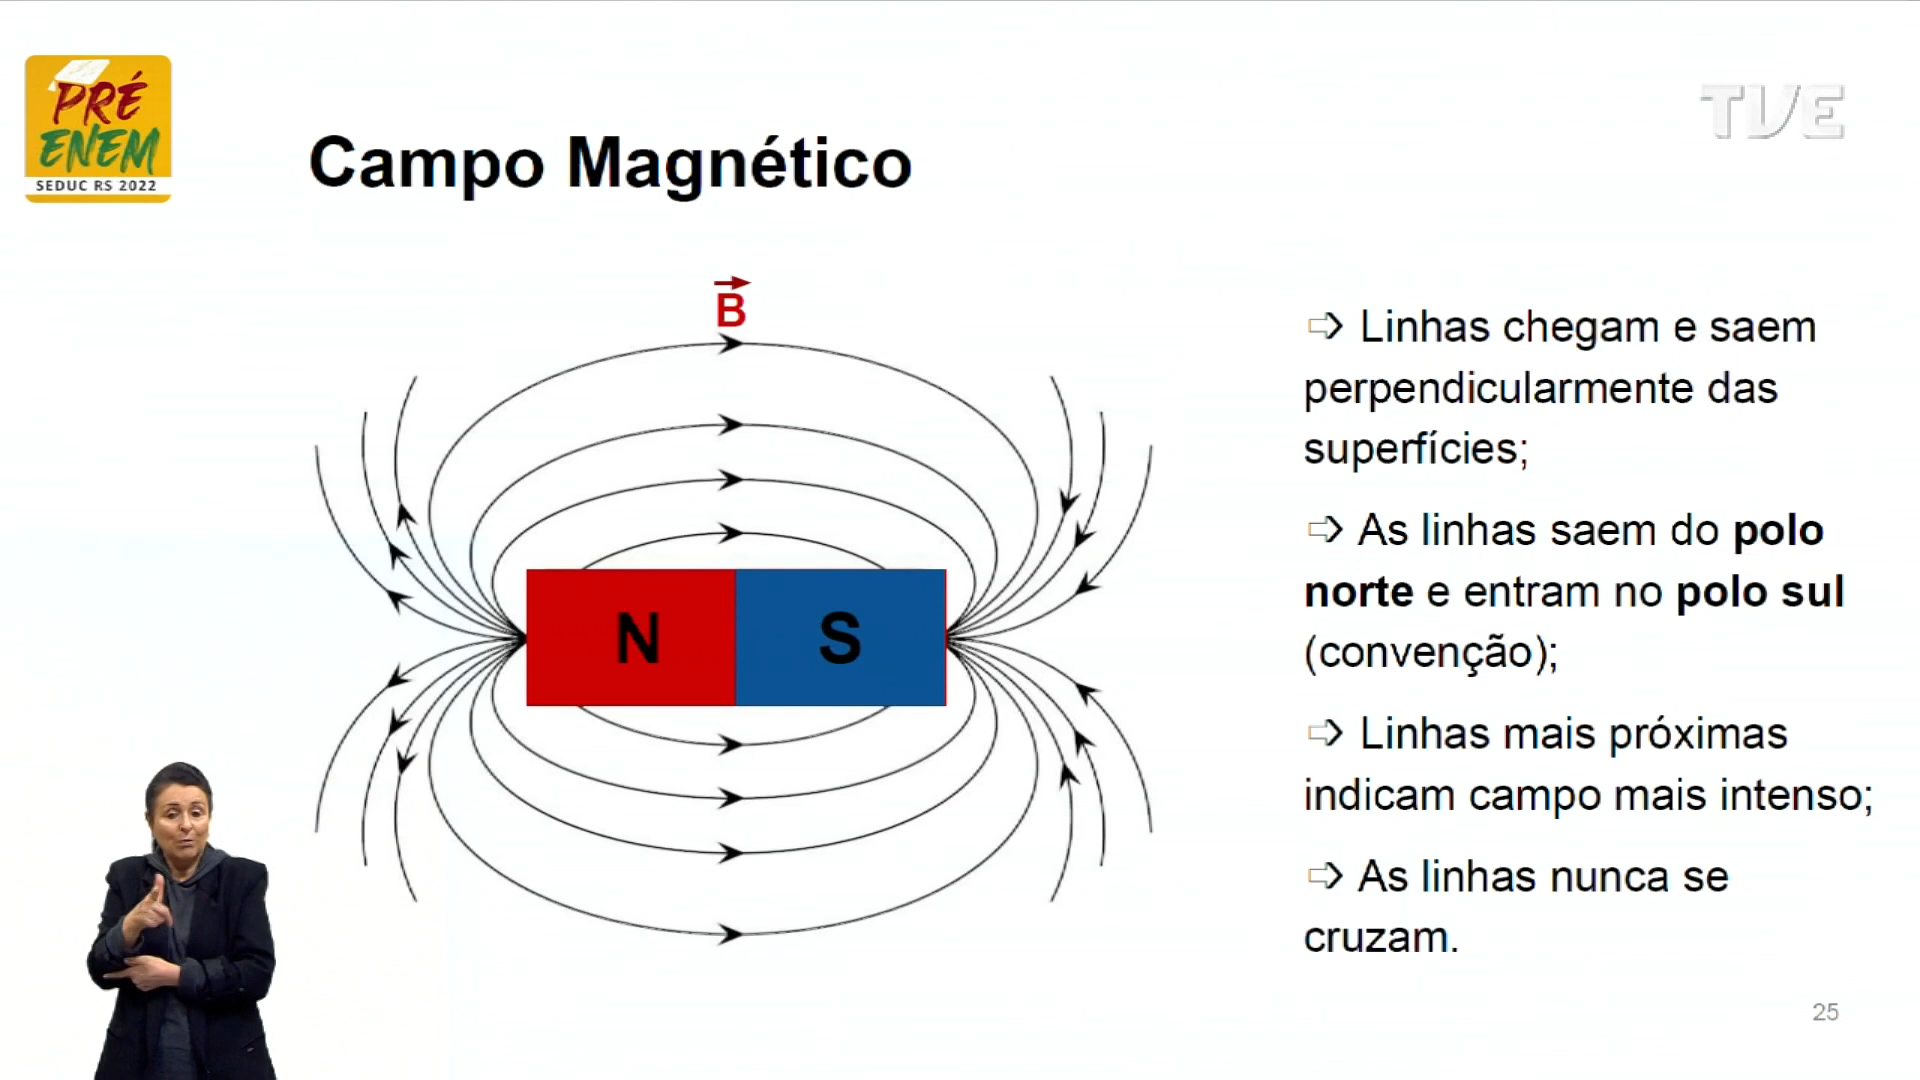 PRÉ
ENEM
SEDUC RS 2022
TVE
Campo Magnético
B
N
S
⇨ Linhas chegam e saem
perpendicularmente das
superfícies;
⇨ As linhas saem do polo
norte e entram no polo sul
(convenção);
⇨ Linhas mais próximas
indicam campo mais intenso;
⇨ As linhas nunca se
cruzam.
25